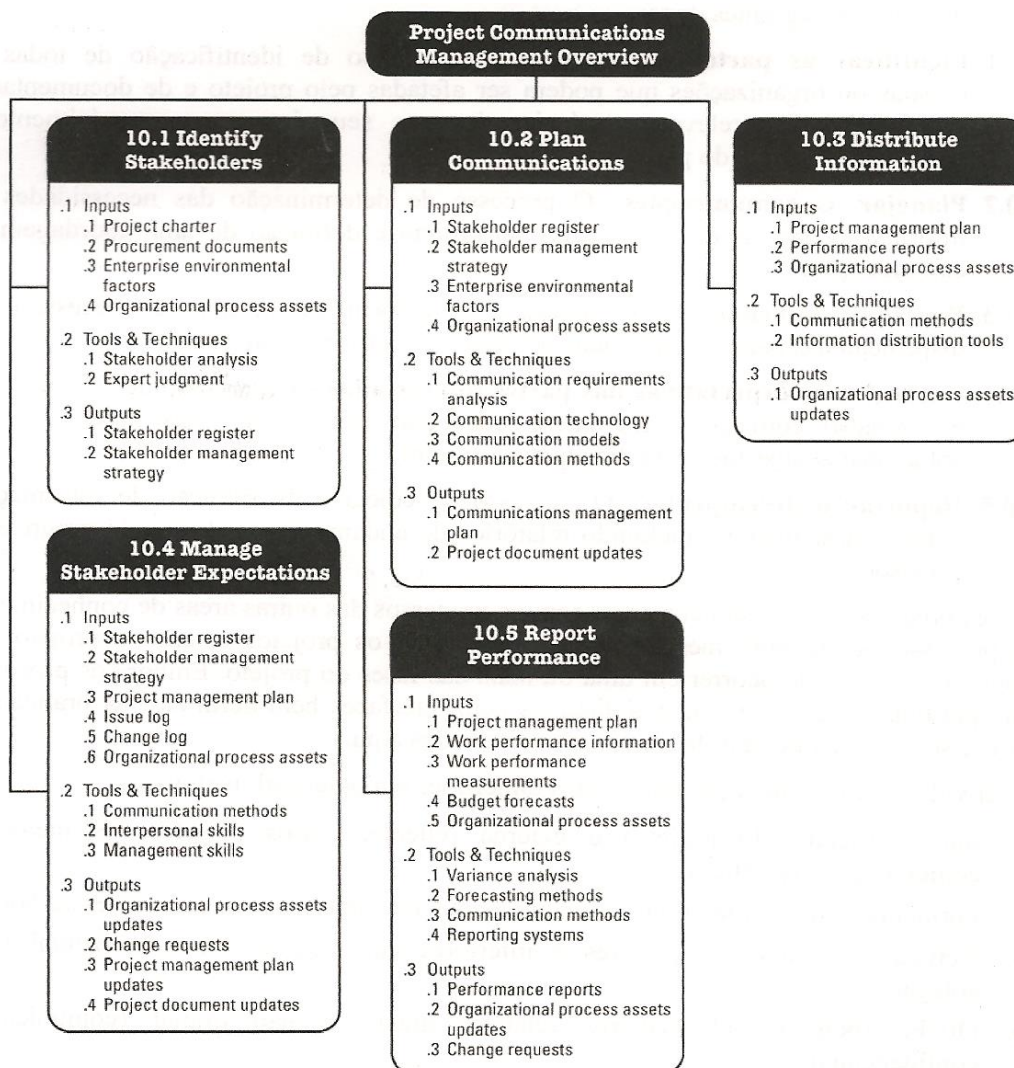 Project Communications
Management Overview
10.1 Identify
Stakeholders
.1 Inputs
.1 Project charter
.2 Procurement documents
.3 Enterprise environmental
factors
.4 Organizational process assets
.2 Tools & Techniques
.1 Stakeholder analysis
.2 Expert judgment
.3 Outputs
.1 Stakeholder register
.2 Stakeholder management
strategy
10.2 Plan
Communications
.1 Inputs
.1 Stakeholder register
.2 Stakeholder management
strategy
.3 Enterprise environmental
factors
.4 Organizational process assets
.2 Tools & Techniques
.1 Communication requirements
analysis
.2 Communication technology
.3 Communication models
.4 Communication methods
.3 Outputs
.1 Communications management
plan
.2 Project document updates
10.3 Distribute
Information
.1 Inputs
.1 Project management plan
.2 Performance reports
.3 Organizational process assets
.2 Tools & Techniques
.1 Communication methods
.2 Information distribution tools
.3 Outputs
.1 Organizational process assets
updates
10.4 Manage
Stakeholder Expectations
.1 Inputs
.1 Stakeholder register
.2 Stakeholder management
strategy
.3 Project management plan
.4 Issue log
.5 Change log
.6 Organizational process assets
.2 Tools & Techniques
.1 Communication methods
.2 Interpersonal skills
.3 Management skills
.3 Outputs
.1 Organizational process assets
updates
.2 Change requests
.3 Project management plan
updates
.4 Project document updates
10.5 Report
Performance
.1 Inputs
.1 Project management plan
.2 Work performance information
.3 Work performance
measurements
.4 Budget forecasts
.5 Organizational process assets
.2 Tools & Techniques
.1 Variance analysis
.2 Forecasting methods
.3 Communication methods
.4 Reporting systems
.3 Outputs
.1 Performance reports
.2 Organizational process assets
updates
.3 Change requests